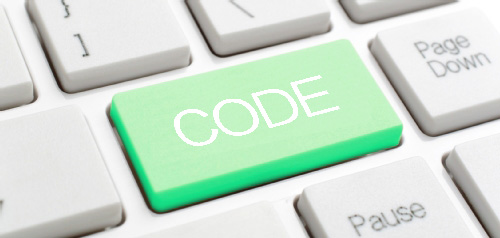 }
]
\
CODE
Page
Down
Pause